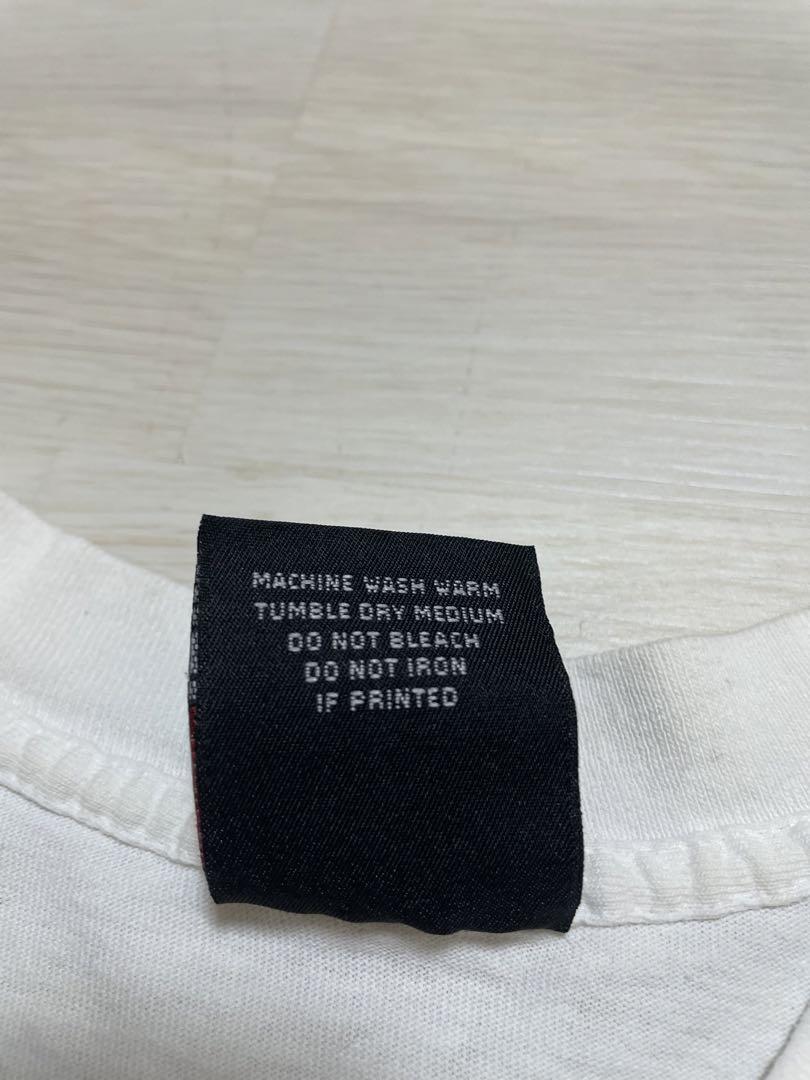 MACHINE WASH WARM
TUMBLE DRY MEDIUM
DO NOT BLEACH
DO NOT IRON
IF PRINTED